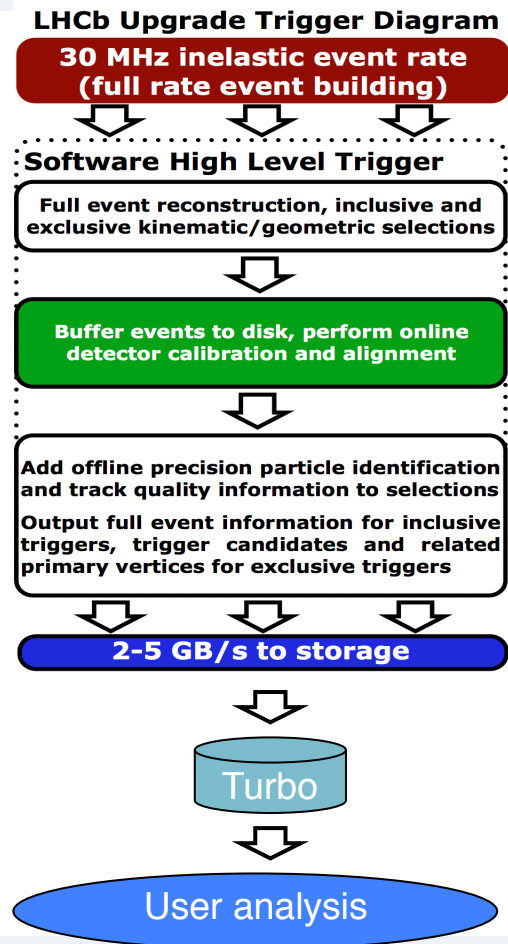 LHCb Upgrade Trigger Diagram
30 MHz inelastic event rate
(full rate event building)
Software High Level Trigger
Full event reconstruction, inclusive and
exclusive kinematic/geometric selections
Buffer events to disk, perform online
detector calibration and alignment
Add offline precision particle identification
and track quality information to selections
Output full event information for inclusive
triggers, trigger candidates and related
primary vertices for exclusive triggers
2-5 GB/s to storage
Turbo
User analysis